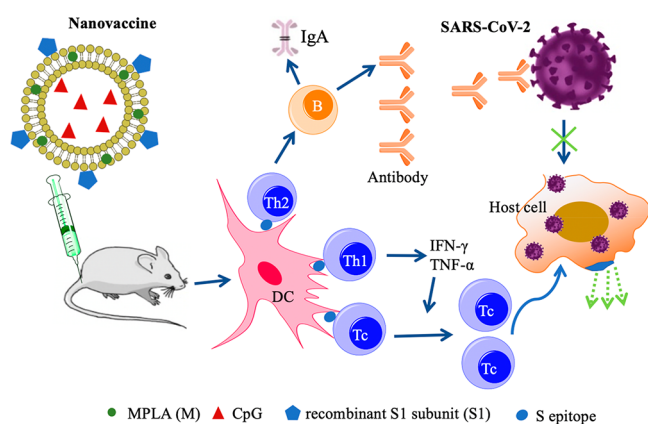 Nanovaccine
IgA
SARS-CoV-2
B
Antibody
Th2
Host cell
Th1
IFN-γ
TNF-α
DC
Tc
Tc
Tc
MPLA (M) CpG recombinant S1 subunit (S1) S epitope